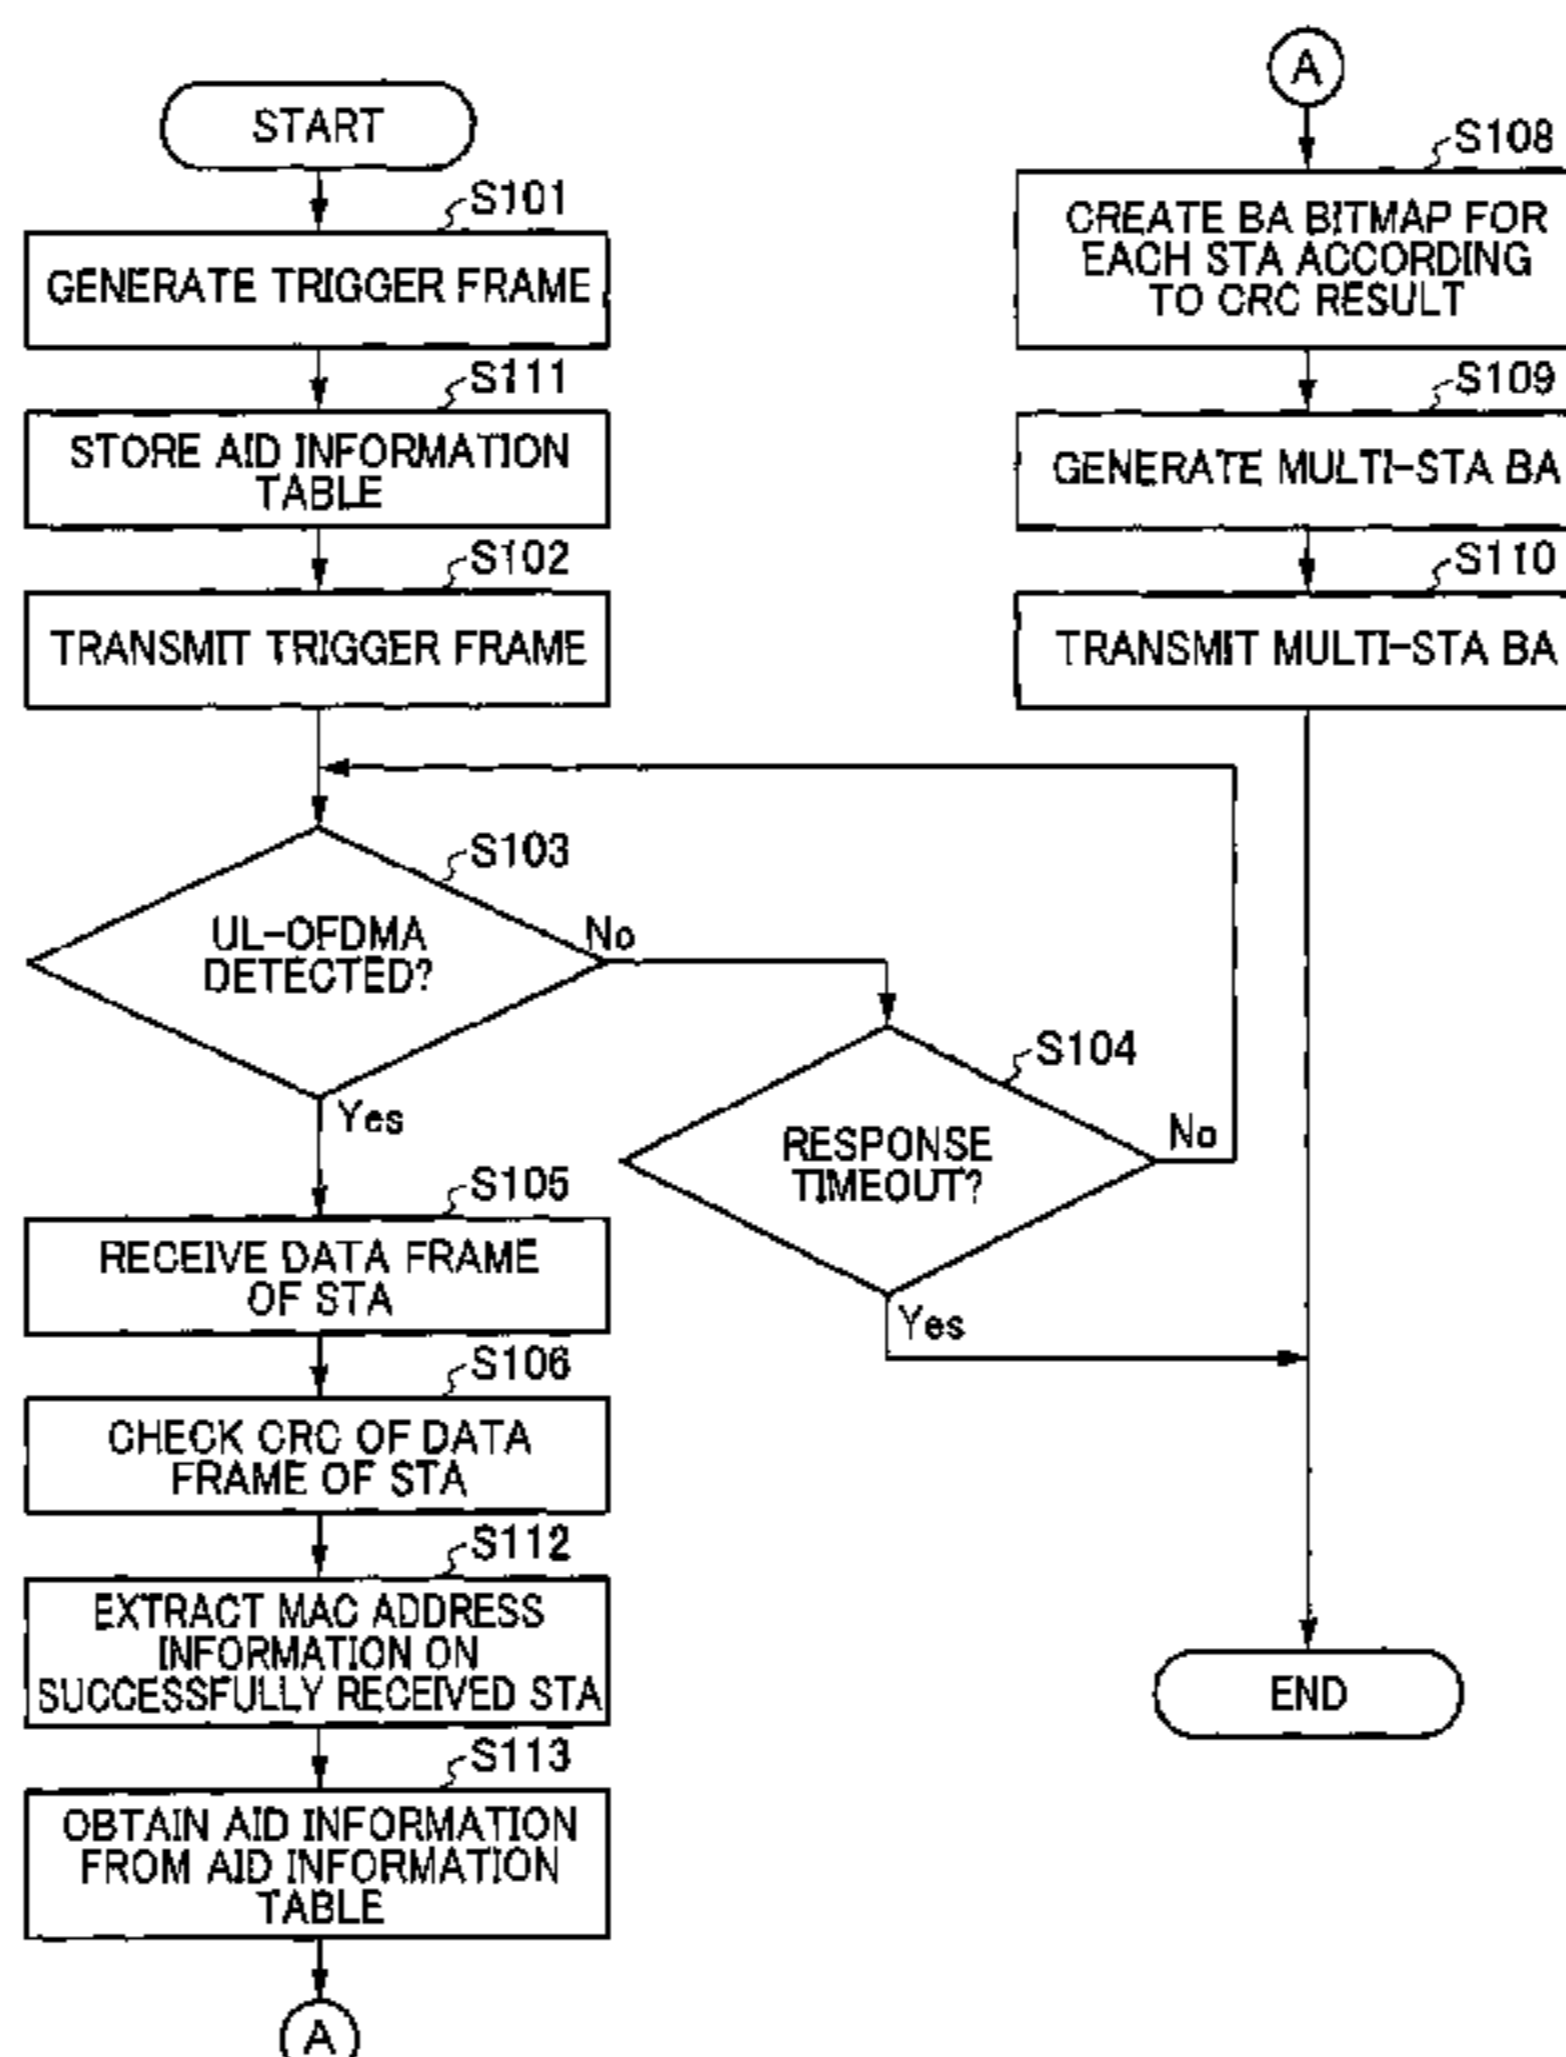 START
S101
GENERATE TRIGGER FRAME
S111
STORE AID INFORMATION
TABLE
S102
TRANSMIT TRIGGER FRAME
S103
UL-OFDMA
DETECTED?
No
Yes
S104
RESPONSE
TIMEOUT?
No
Yes
S105
RECEIVE DATA FRAME
OF STA
S106
CHECK CRC OF DATA
FRAME OF STA
S112
EXTRACT MAC ADDRESS
INFORMATION ON
SUCCESSFULLY RECEIVED STA
S113
OBTAIN AID INFORMATION
FROM AID INFORMATION
TABLE
A
A
S108
CREATE BA BITMAP FOR
EACH STA ACCORDING
TO CRC RESULT
S109
GENERATE MULTI-STA BA
S110
TRANSMIT MULTI-STA BA
END